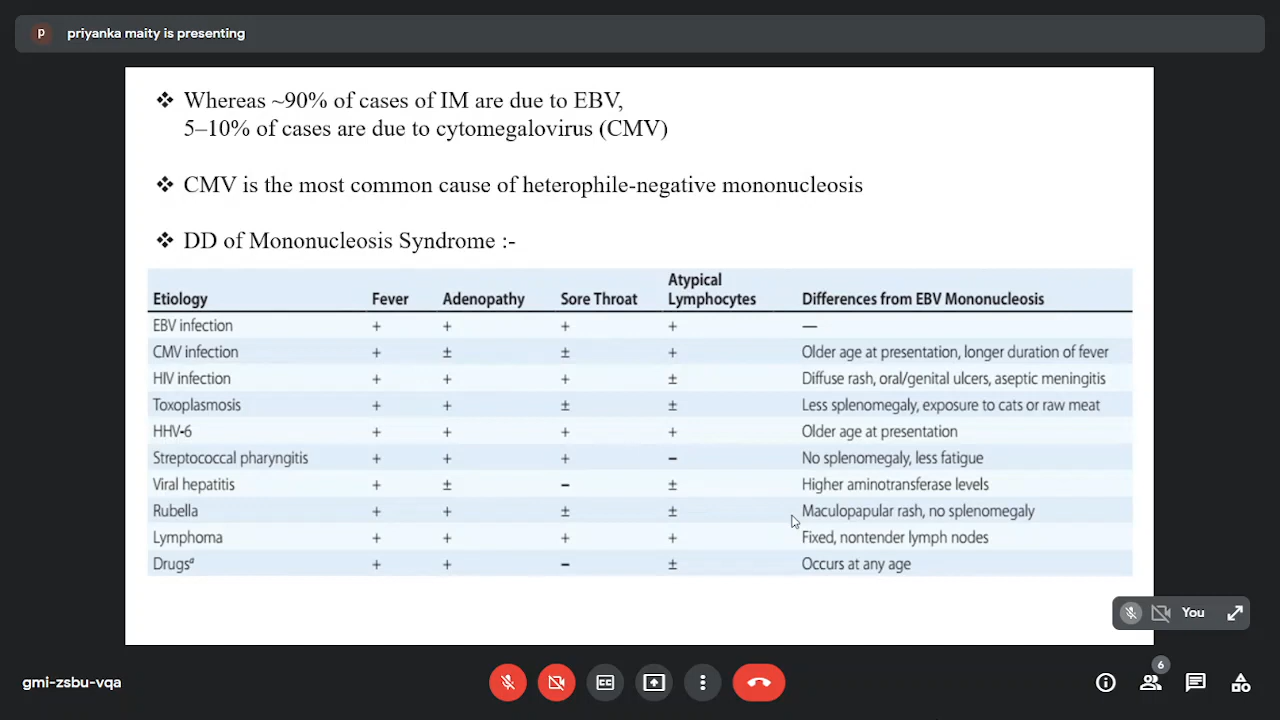 P priyanka maity is presenting
❖ Whereas ~90% of cases of IM are due to EBV,
5–10% of cases are due to cytomegalovirus (CMV)
❖ CMV is the most common cause of heterophile-negative mononucleosis
❖ DD of Mononucleosis Syndrome :-
Etiology Fever Adenopathy Sore Throat Atypical Lymphocytes Differences from EBV Mononucleosis
EBV infection + + + + —
CMV infection + ± ± + Older age at presentation, longer duration of fever
HIV infection + + + ± Diffuse rash, oral/genital ulcers, aseptic meningitis
Toxoplasmosis + + ± ± Less splenomegaly, exposure to cats or raw meat
HHV-6 + + + + Older age at presentation
Streptococcal pharyngitis + + + – No splenomegaly, less fatigue
Viral hepatitis + ± – ± Higher aminotransferase levels
Rubella + + ± ± Maculopapular rash, no splenomegaly
Lymphoma + + + + Fixed, nontender lymph nodes
Drugsª + + – ± Occurs at any age
You
gmi-zsbu-vqa
CC
6